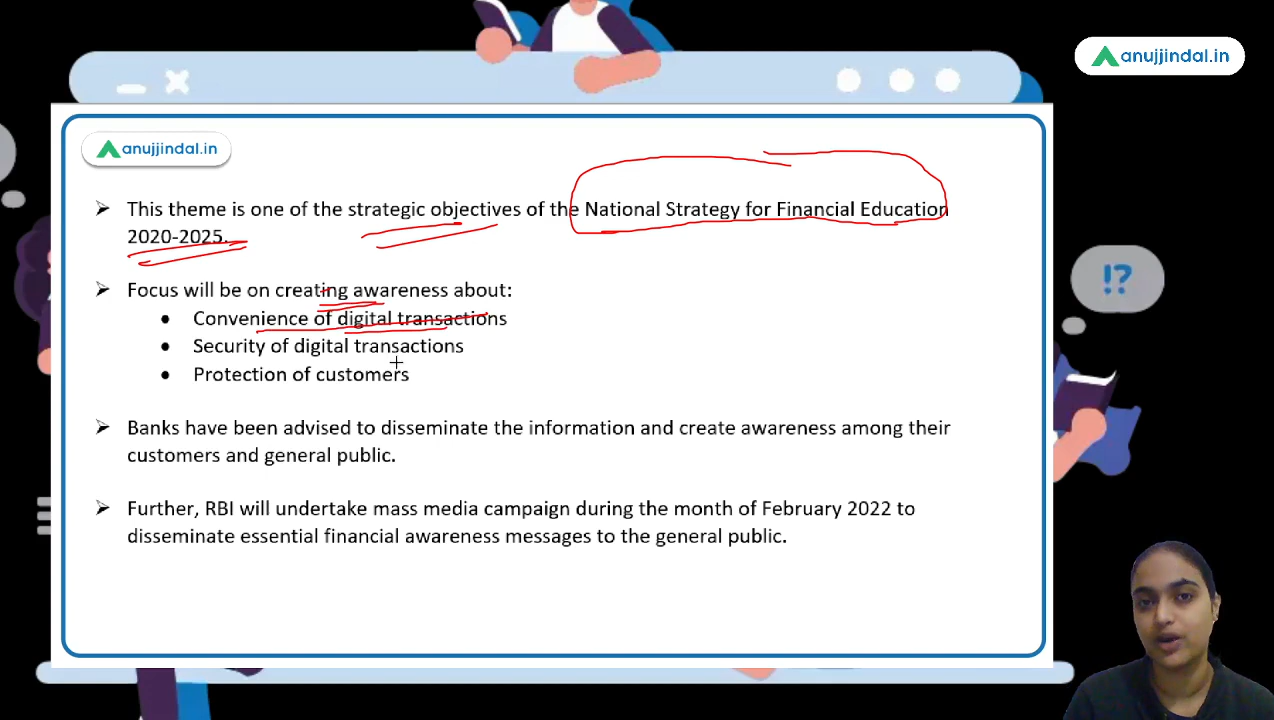 anujjindal.in
anujjindal.in
➢ This theme is one of the strategic objectives of the National Strategy for Financial Education
2020-2025.
➢ Focus will be on creating awareness about:
• Convenience of digital transactions
• Security of digital transactions
• Protection of customers
➢ Banks have been advised to disseminate the information and create awareness among their
customers and general public.
➢ Further, RBI will undertake mass media campaign during the month of February 2022 to
disseminate essential financial awareness messages to the general public.
!?